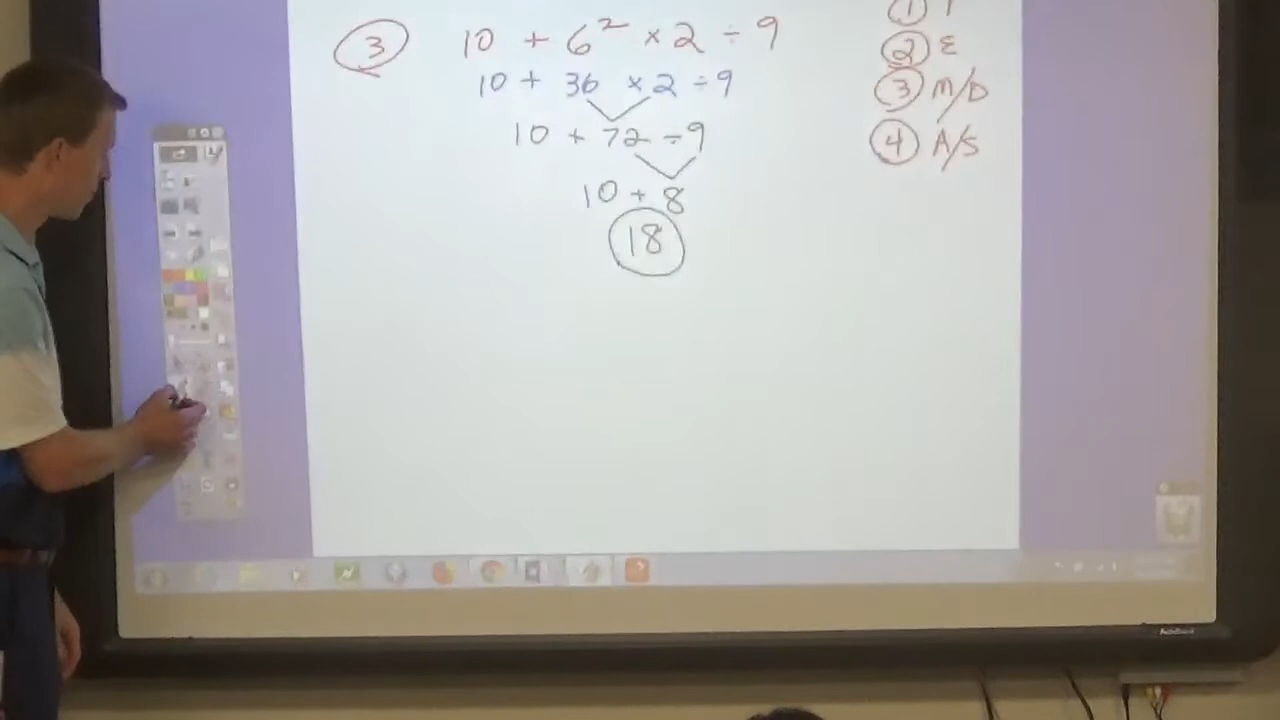 ③ 10 + 6² × 2 ÷ 9
10 + 36 × 2 ÷ 9
10 + 72 ÷ 9
10 + 8
18
① P
② E
③ M/D
④ A/S